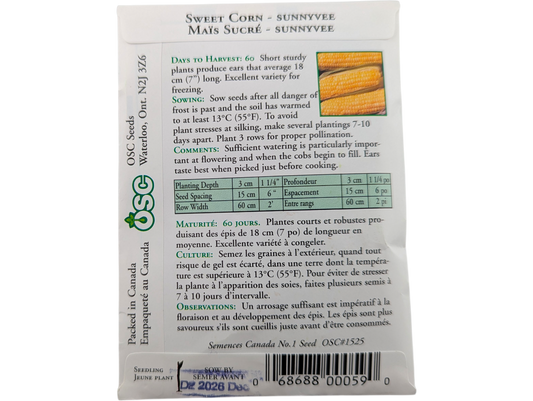 SWEET CORN - SUNNYVEE
MAÏS SUCRÉ - SUNNYVEE
DAYS TO HARVEST: 60 Short sturdy
plants produce ears that average 18
cm (7") long. Excellent variety for
freezing.
SOWING: Sow seeds after all danger of
frost is past and the soil has warmed
to at least 13°C (55°F). To avoid
plant stresses at silking, make several plantings 7-10
days apart. Plant 3 rows for proper pollination.
COMMENTS: Sufficient watering is particularly impor-
tant at flowering and when the cobs begin to fill. Ears
taste best when picked just before cooking.
Planting Depth 3 cm 1 1/4" Profondeur 3 cm 1 1/4 po
Seed Spacing 15 cm 6 " Espacement 15 cm 6 po
Row Width 60 cm 2' Entre rangs 60 cm 2 pi
MATURITÉ: 60 JOURS. Plantes courts et robustes pro-
duisant des épis de 18 cm (7 po) de longueur en
moyenne. Excellente variété à congeler.
CULTURE: Semez les graines à l'extérieur, quand tout
risque de gel est écarté, dans une terre dont la tempéra-
ture est supérieure à 13°C (55°F). Pour éviter de stresser
la plante à l'apparition des soies, faites plusieurs semis à
7 à 10 jours d'intervalle.
OBSERVATIONS: Un arrosage suffisant est impératif à la
floraison et au développement des épis. Les épis sont plus
savoureux s'ils sont cueillis juste avant d'être consommés.
Semences Canada No.1 Seed OSC#1525
Packed in Canada
Empaqueté au Canada
OSC
OSC Seeds
Waterloo, Ont. N2J 3Z6
SEEDLING
JEUNE PLANT
SOW BY
SEMER AVANT
2026 Dec
0 68688 00059 0